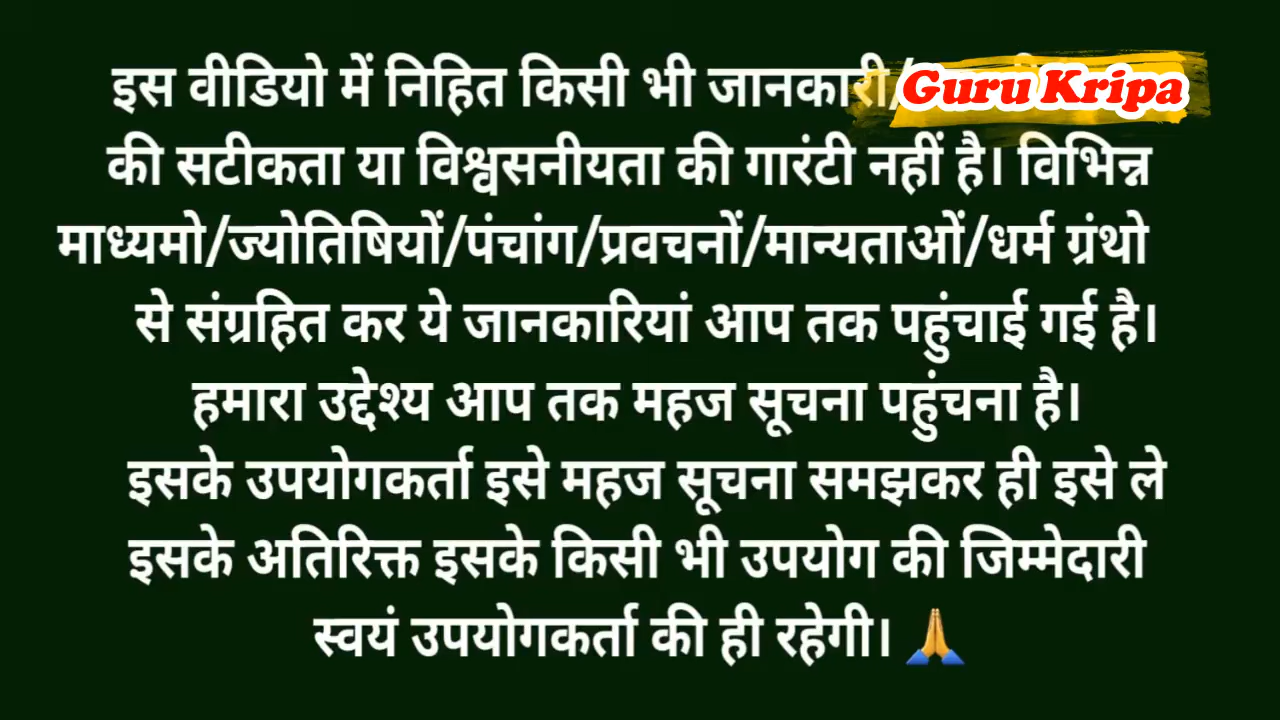 इस वीडियो में निहित किसी भी जानकारी/
Guru Kripa
की सटीकता या विश्वसनीयता की गारंटी नहीं है। विभिन्न
माध्यमो/ज्योतिषियों/पंचांग/प्रवचनों/मान्यताओं/धर्म ग्रंथो
से संग्रहित कर ये जानकारियां आप तक पहुंचाई गई है।
हमारा उद्देश्य आप तक महज सूचना पहुंचना है।
इसके उपयोगकर्ता इसे महज सूचना समझकर ही इसे ले
इसके अतिरिक्त इसके किसी भी उपयोग की जिम्मेदारी
स्वयं उपयोगकर्ता की ही रहेगी। 🙏